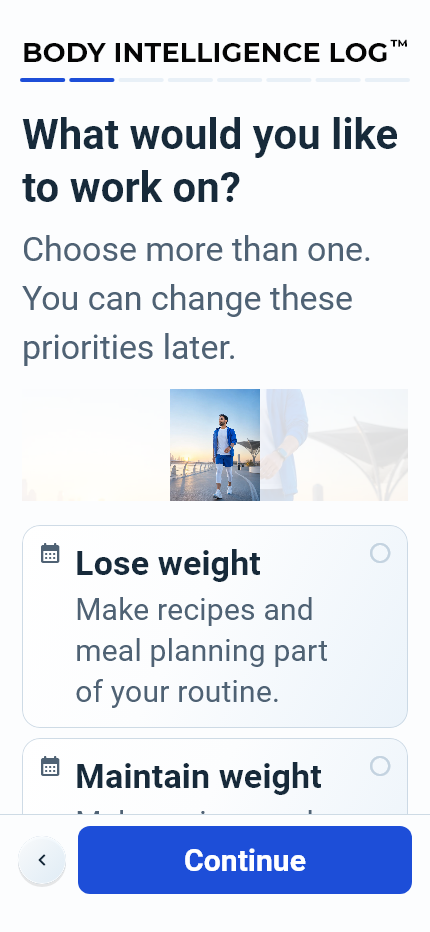 BODY INTELLIGENCE LOG™
What would you like
to work on?
Choose more than one.
You can change these
priorities later.
Lose weight
Make recipes and
meal planning part
of your routine.
Maintain weight
Continue